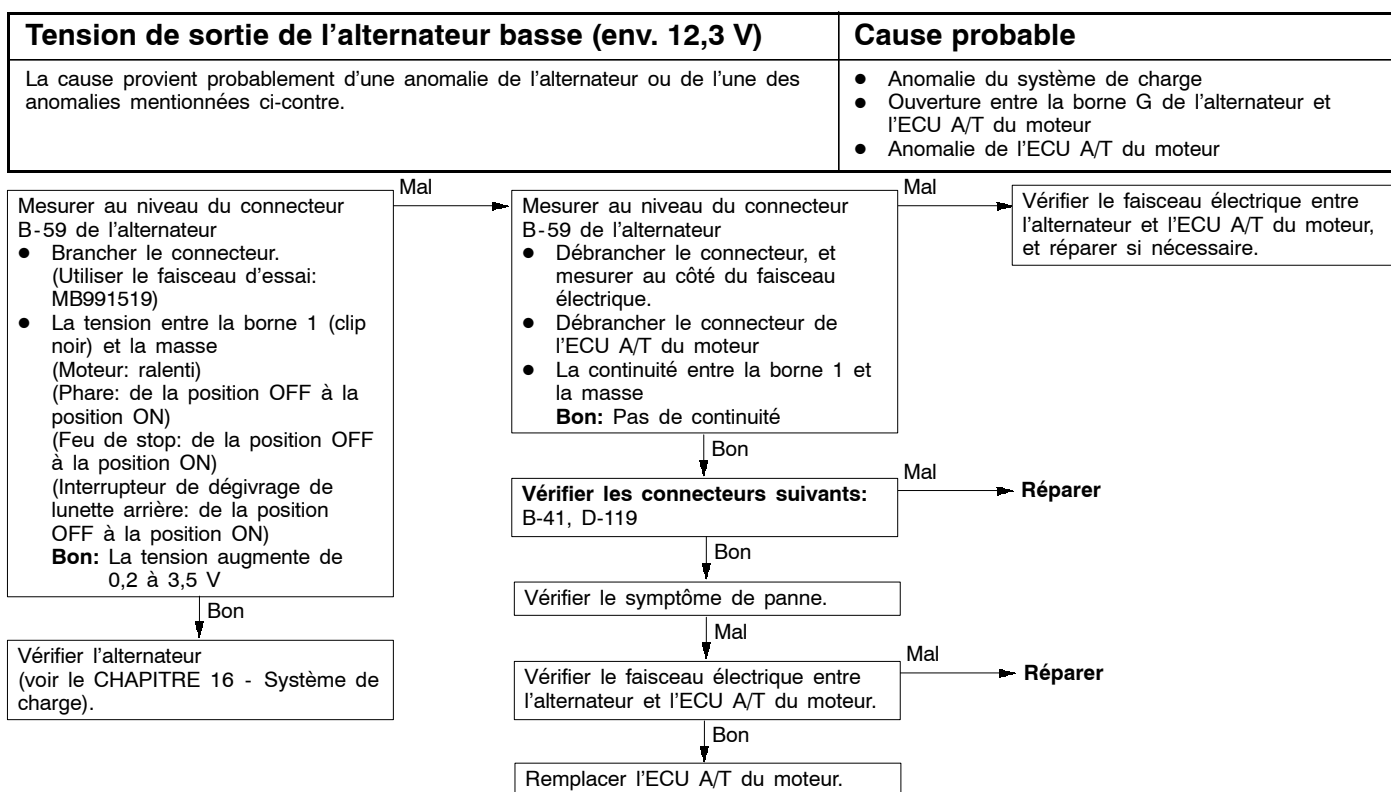 Tension de sortie de l'alternateur basse (env. 12,3 V)
Cause probable
La cause provient probablement d'une anomalie de l'alternateur ou de l'une des
anomalies mentionnées ci-contre.
● Anomalie du système de charge
● Ouverture entre la borne G de l'alternateur et
l'ECU A/T du moteur
● Anomalie de l'ECU A/T du moteur
Mesurer au niveau du connecteur
B-59 de l'alternateur
● Brancher le connecteur.
(Utiliser le faisceau d'essai:
MB991519)
● La tension entre la borne 1 (clip
noir) et la masse
(Moteur: ralenti)
(Phare: de la position OFF à la
position ON)
(Feu de stop: de la position OFF
à la position ON)
(Interrupteur de dégivrage de
lunette arrière: de la position
OFF à la position ON)
Bon: La tension augmente de
0,2 à 3,5 V
Bon
Vérifier l'alternateur
(voir le CHAPITRE 16 - Système de
charge).
Mal
Mesurer au niveau du connecteur
B-59 de l'alternateur
● Débrancher le connecteur, et
mesurer au côté du faisceau
électrique.
● Débrancher le connecteur de
l'ECU A/T du moteur
● La continuité entre la borne 1 et
la masse
Bon: Pas de continuité
Mal
Vérifier le faisceau électrique entre
l'alternateur et l'ECU A/T du moteur,
et réparer si nécessaire.
Bon
Vérifier les connecteurs suivants:
B-41, D-119
Mal
Réparer
Bon
Vérifier le symptôme de panne.
Mal
Vérifier le faisceau électrique entre
l'alternateur et l'ECU A/T du moteur.
Mal
Réparer
Bon
Remplacer l'ECU A/T du moteur.